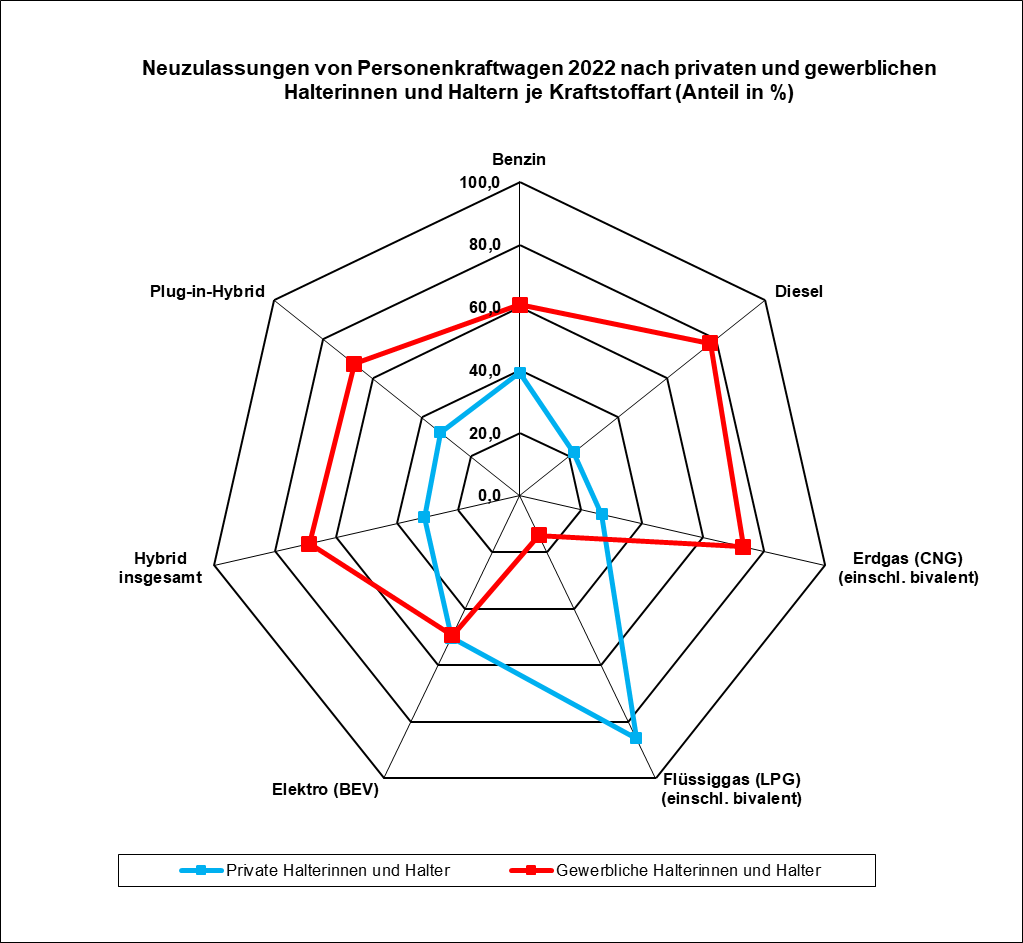 Neuzulassungen von Personenkraftwagen 2022 nach privaten und gewerblichen
Halterinnen und Haltern je Kraftstoffart (Anteil in %)
Benzin
100,0
80,0
60,0
40,0
20,0
0,0
Plug-in-Hybrid
Diesel
Hybrid
insgesamt
Erdgas (CNG)
(einschl. bivalent)
Elektro (BEV)
Flüssiggas (LPG)
(einschl. bivalent)
Private Halterinnen und Halter
Gewerbliche Halterinnen und Halter